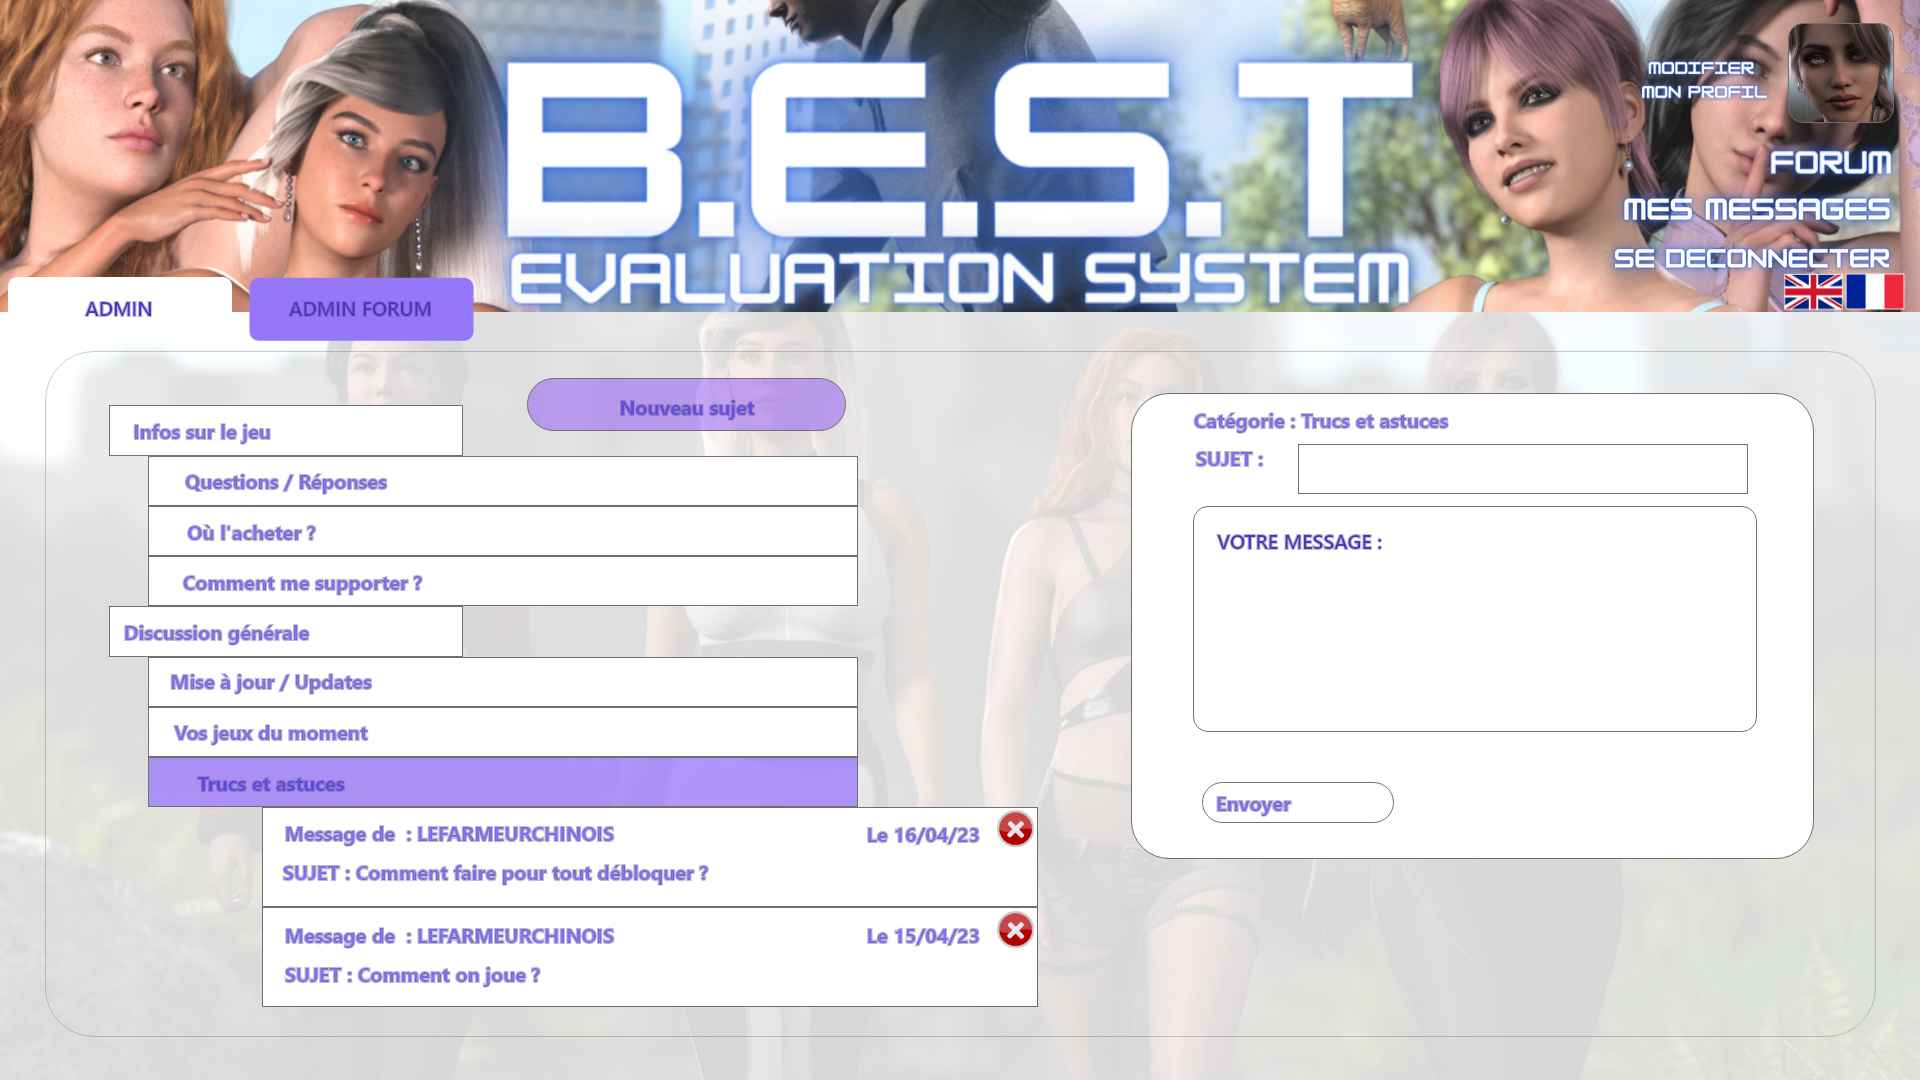 B.E.S.T
EVALUATION SYSTEM
MODIFIER
MON PROFIL
FORUM
MES MESSAGES
SE DECONNECTER
ADMIN
ADMIN FORUM
Nouveau sujet
Infos sur le jeu
Questions / Réponses
Où l'acheter ?
Comment me supporter ?
Discussion générale
Mise à jour / Updates
Vos jeux du moment
Trucs et astuces
Message de : LEFARMEURCHINOIS
Le 16/04/23
SUJET : Comment faire pour tout débloquer ?
Message de : LEFARMEURCHINOIS
Le 15/04/23
SUJET : Comment on joue ?
Catégorie : Trucs et astuces
SUJET :
VOTRE MESSAGE :
Envoyer